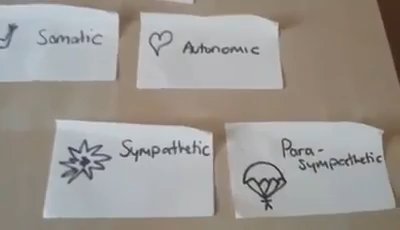 Somatic
Autonomic
Sympathetic
Para-
sympathetic